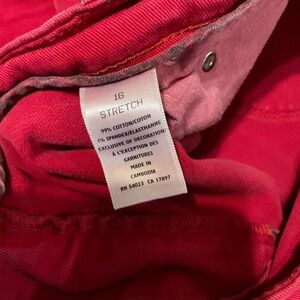 16
STRETCH
99% COTTON/COTON
1% SPANDEX/ELASTHANNE
EXCLUSIVE OF DECORATION
À L'EXCEPTION DES
GARNITURES
MADE IN
CAMBODIA
RN 54023 CA 17897